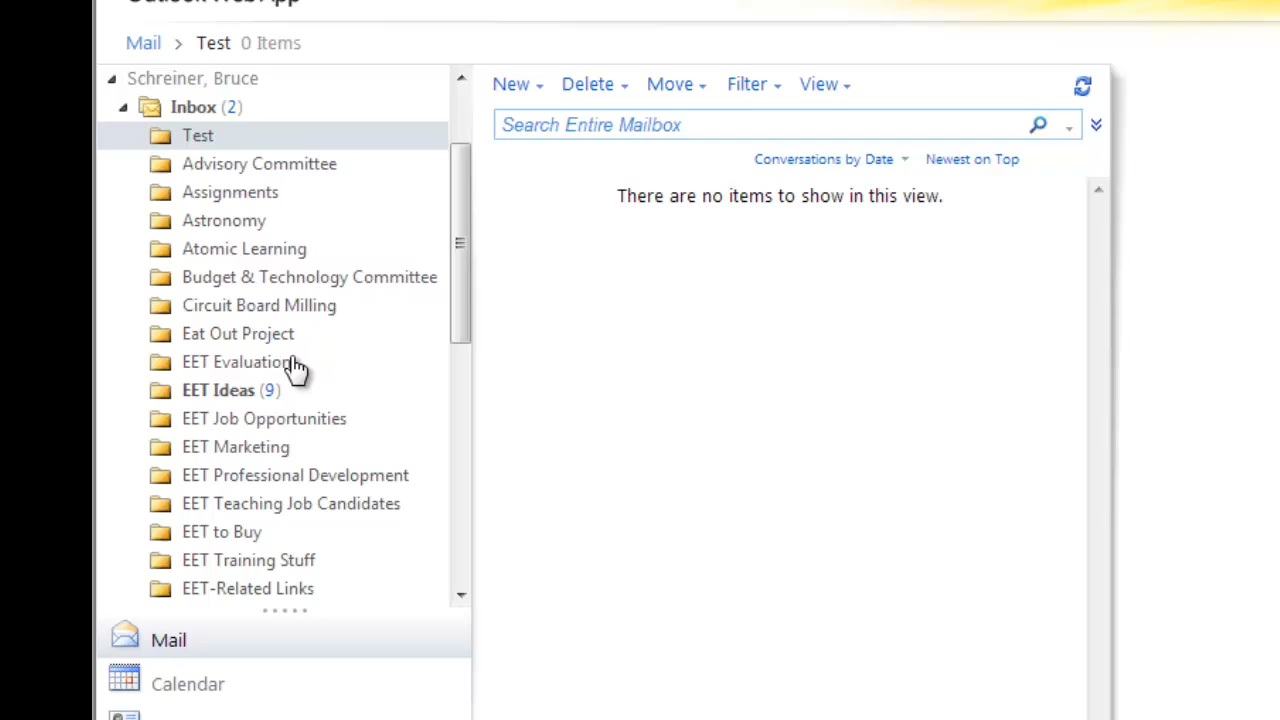 Outlook Web App
Mail > Test 0 Items
Schreiner, Bruce
Inbox (2)
Test
Advisory Committee
Assignments
Astronomy
Atomic Learning
Budget & Technology Committee
Circuit Board Milling
Eat Out Project
EET Evaluation
EET Ideas (9)
EET Job Opportunities
EET Marketing
EET Professional Development
EET Teaching Job Candidates
EET to Buy
EET Training Stuff
EET-Related Links
Mail
Calendar
New Delete Move Filter View
Search Entire Mailbox
Conversations by Date Newest on Top
There are no items to show in this view.